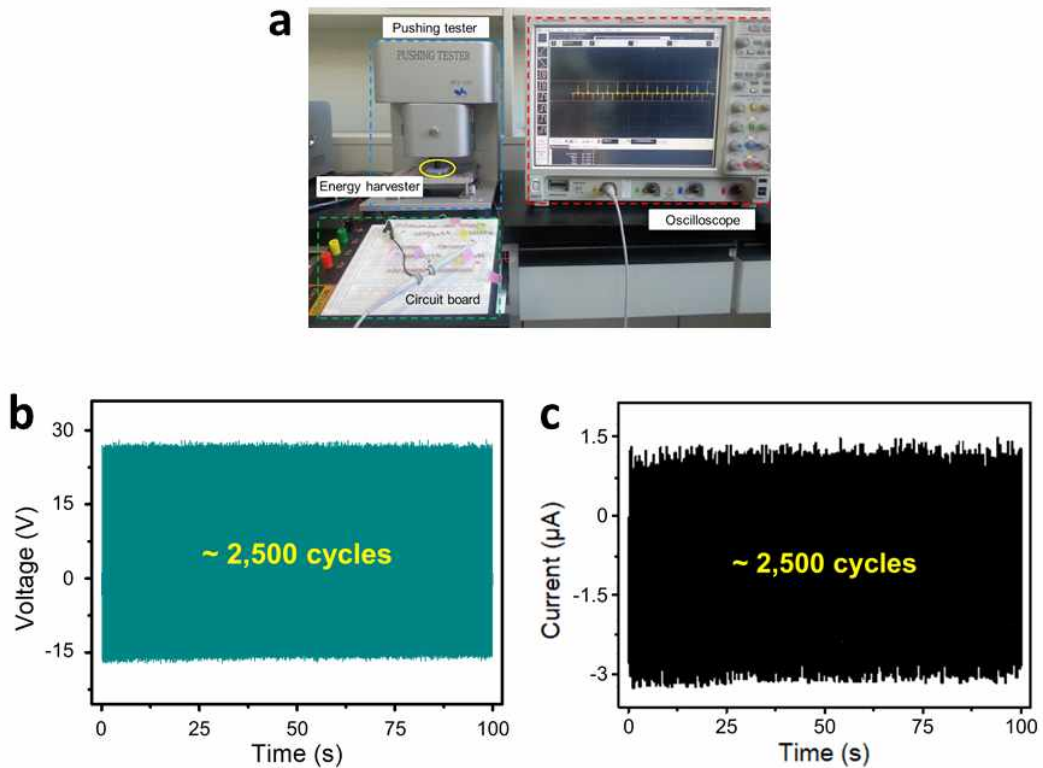 a
Pushing tester
PUSHING TESTER
Energy harvester
Oscilloscope
Circuit board
b
30
15
0
-15
Voltage (V)
~ 2,500 cycles
0 25 50 75 100
Time (s)
c
1.5
0
-1.5
-3
Current (μA)
~ 2,500 cycles
0 25 50 75 100
Time (s)